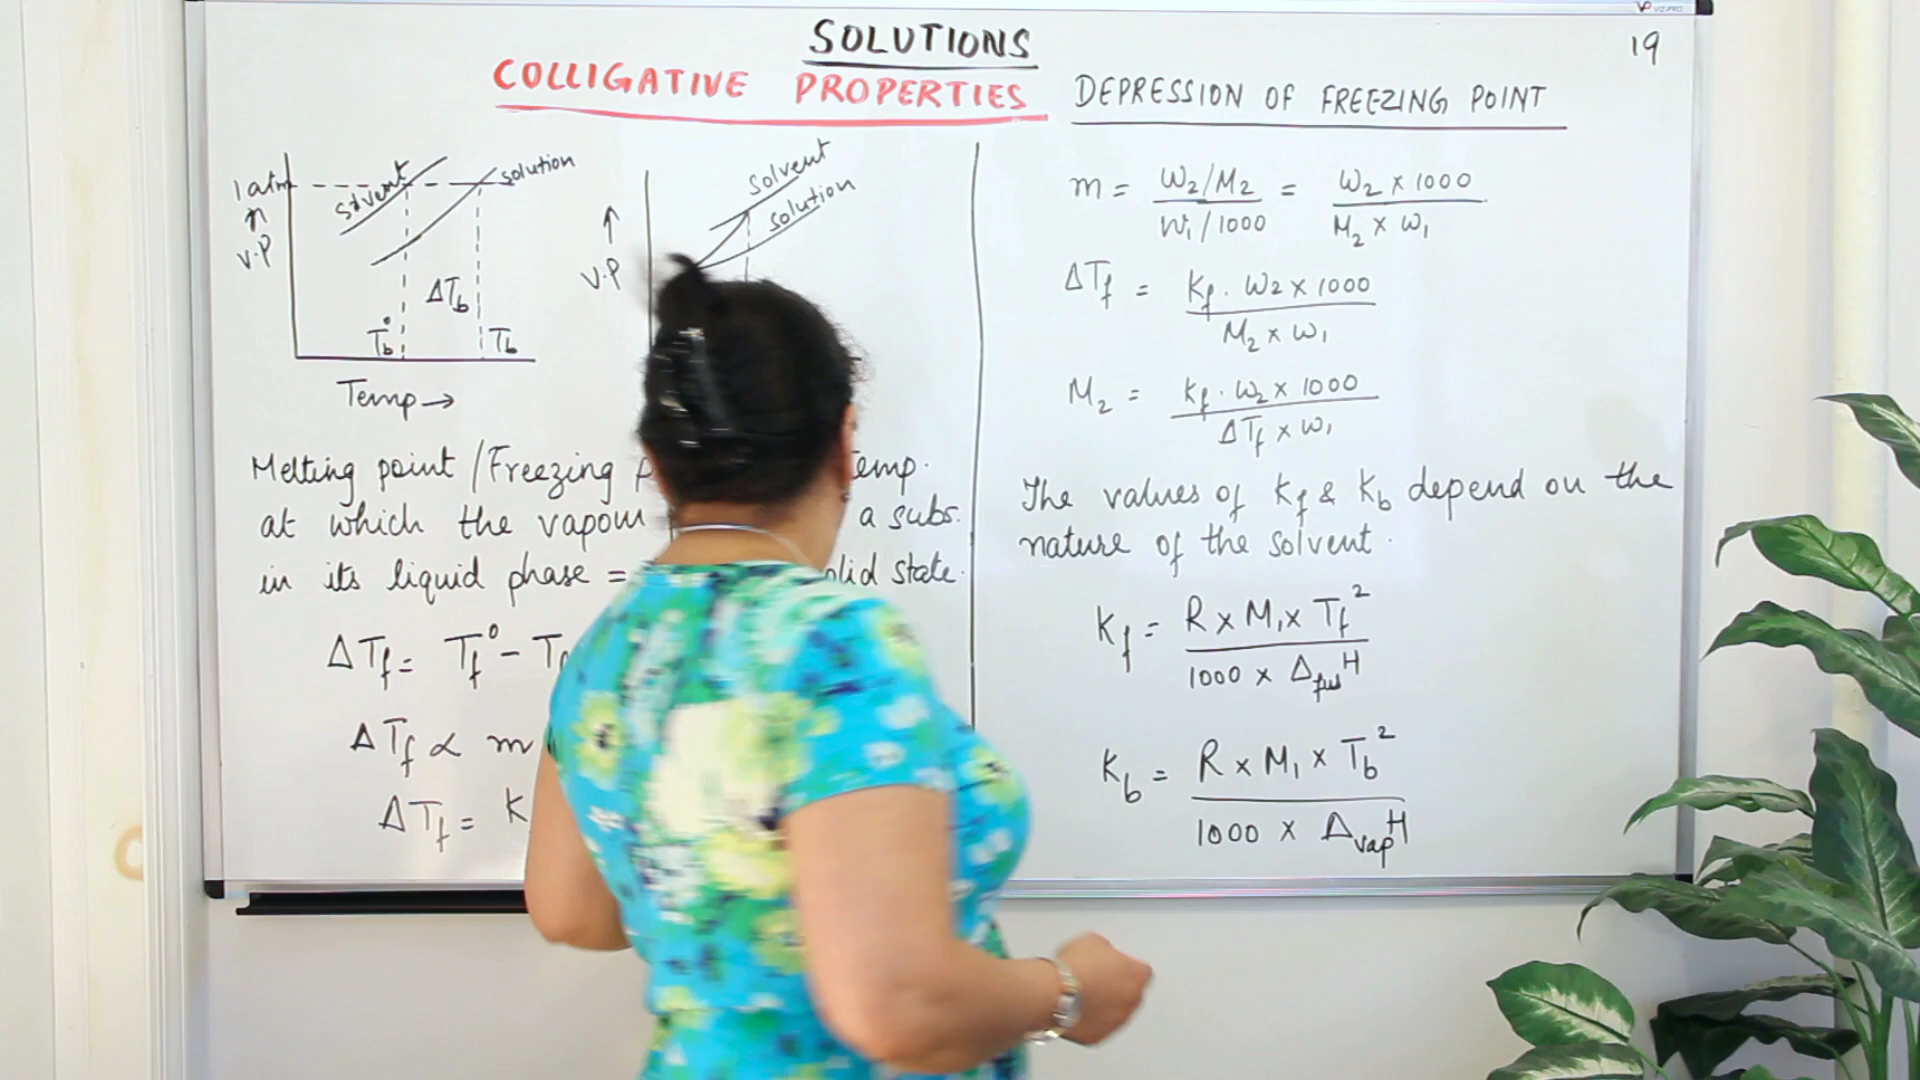 SOLUTIONS
19
COLLIGATIVE PROPERTIES
DEPRESSION OF FREEZING POINT
1 atm
V.P
solvent
solution
ΔTb
Tb°
Tb
Temp →
V.P
solvent
solution
Melting point / Freezing temp.
at which the vapour a subs.
in its liquid phase = solid state.
ΔTf = Tf° - T
ΔTf ∝ m
ΔTf = K
m = (W2/M2)/(W1/1000) = (W2 x 1000)/(M2 x W1)
ΔTf = (Kf . W2 x 1000)/(M2 x W1)
M2 = (Kf . W2 x 1000)/(ΔTf x W1)
The values of Kf & Kb depend on the
nature of the solvent.
Kf = (R x M1 x Tf²)/(1000 x ΔfusH)
Kb = (R x M1 x Tb²)/(1000 x ΔvapH)